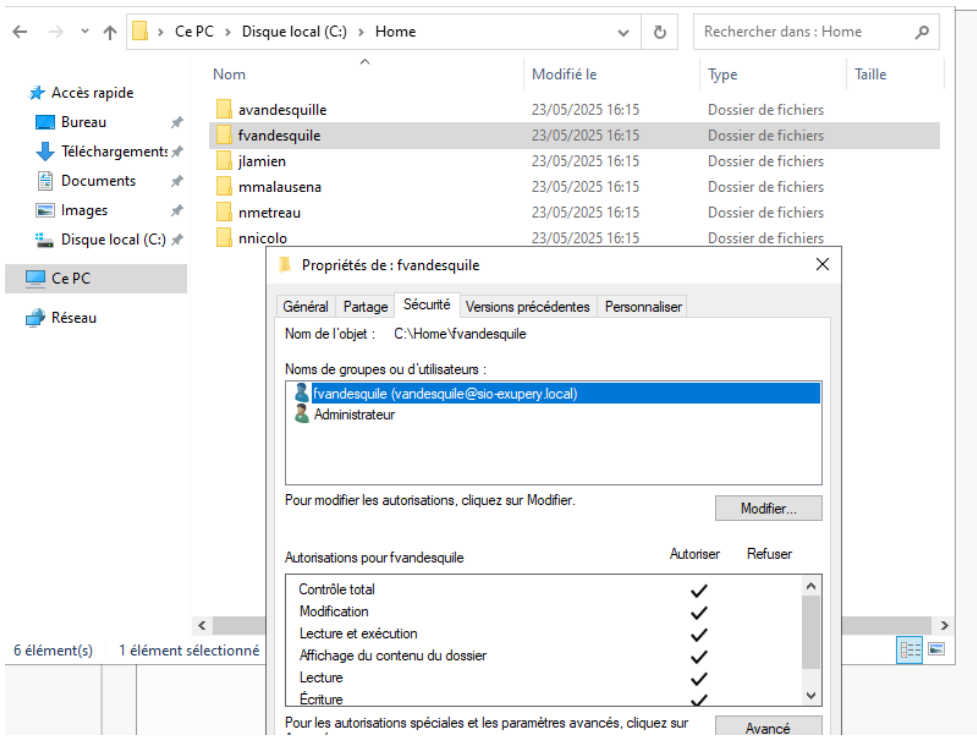 Ce PC > Disque local (C:) > Home
Rechercher dans : Home
Nom Modifié le Type Taille
Accès rapide
Bureau
Téléchargements
Documents
Images
Disque local (C:)
Ce PC
Réseau
avandesquille 23/05/2025 16:15 Dossier de fichiers
fvandesquile 23/05/2025 16:15 Dossier de fichiers
jlamien 23/05/2025 16:15 Dossier de fichiers
mmalausena 23/05/2025 16:15 Dossier de fichiers
nmetreau 23/05/2025 16:15 Dossier de fichiers
nnicolo 23/05/2025 16:15 Dossier de fichiers
Propriétés de : fvandesquile
Général Partage Sécurité Versions précédentes Personnaliser
Nom de l'objet : C:\Home\fvandesquile
Noms de groupes ou d'utilisateurs :
fvandesquile (vandesquile@sio-exupery.local)
Administrateur
Pour modifier les autorisations, cliquez sur Modifier.
Modifier...
Autorisations pour fvandesquile Autoriser Refuser
Contrôle total
Modification
Lecture et exécution
Affichage du contenu du dossier
Lecture
Écriture
Pour les autorisations spéciales et les paramètres avancés, cliquez sur
Avancé
6 élément(s) 1 élément sélectionné